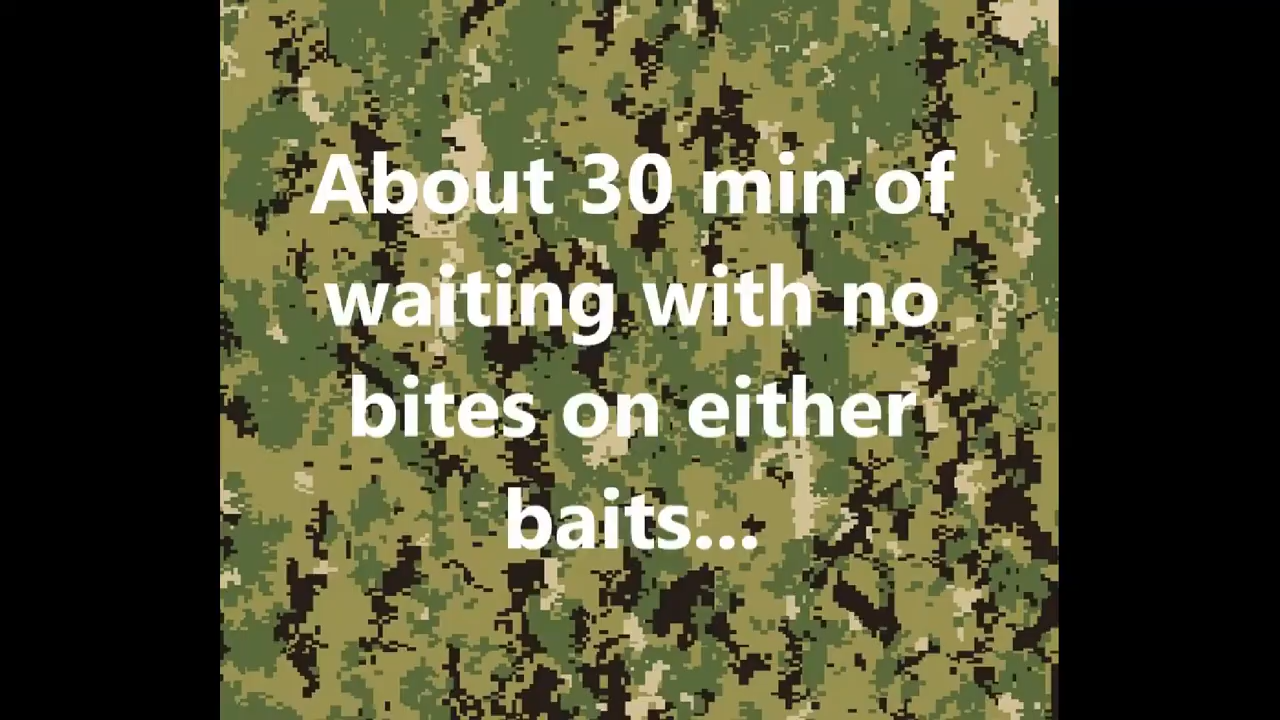 About 30 min of
waiting with no
bites on either
baits...